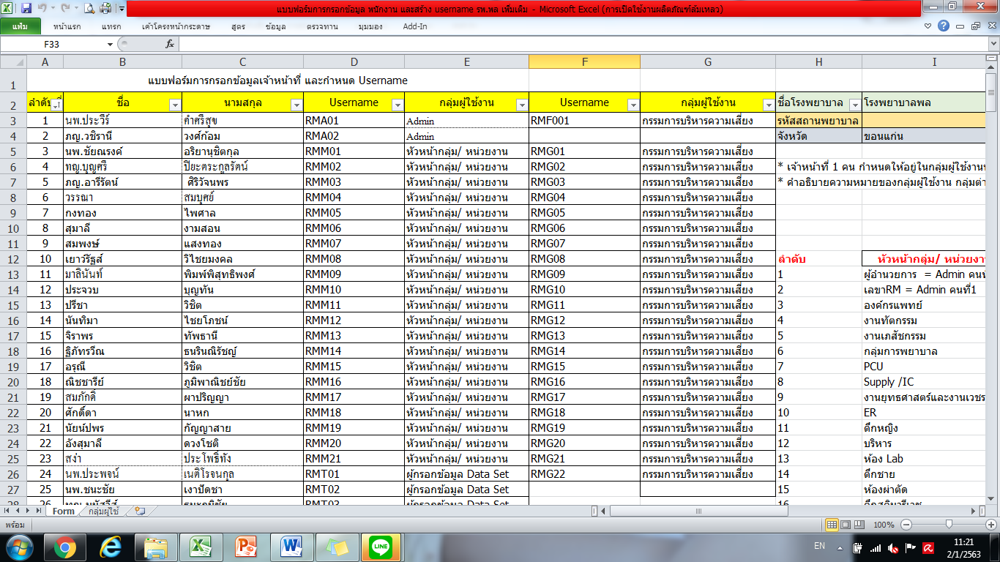 แบบฟอร์มการกรอกข้อมูล พนักงาน และสร้าง username รพ.พล เพิ่มเติม - Microsoft Excel (การเปิดใช้งานผลิตภัณฑ์ล้มเหลว)
แฟ้ม หน้าแรก แทรก เค้าโครงหน้ากระดาษ สูตร ข้อมูล ตรวจทาน มุมมอง Add-In
F33 fx
A B C D E F G H I
1 แบบฟอร์มการกรอกข้อมูลเจ้าหน้าที่ และกำหนด Username
2 ลำดับที่ ชื่อ นามสกุล Username กลุ่มผู้ใช้งาน Username กลุ่มผู้ใช้งาน ชื่อโรงพยาบาล โรงพยาบาลพล
3 1 นพ.ประวีร์ คำศรีสุข RMA01 Admin RMF001 กรรมการบริหารความเสี่ยง รหัสสถานพยาบาล
4 2 ภญ.วชิรานี วงศ์ก้อม RMA02 Admin จังหวัด ขอนแก่น
5 3 นพ.ชัยณรงค์ อริยานุชิตกุล RMM01 หัวหน้ากลุ่ม/ หน่วยงาน RMG01 กรรมการบริหารความเสี่ยง
6 4 ทญ.บุญศรี ปิยะตระกูลรัตน์ RMM02 หัวหน้ากลุ่ม/ หน่วยงาน RMG02 กรรมการบริหารความเสี่ยง * เจ้าหน้าที่ 1 คน กำหนดให้อยู่ในกลุ่มผู้ใช้งาน
7 5 ภญ.อารีรัตน์ ศิริวัจนพร RMM03 หัวหน้ากลุ่ม/ หน่วยงาน RMG03 กรรมการบริหารความเสี่ยง * คำอธิบายความหมายของกลุ่มผู้ใช้งาน กลุ่มต่า
8 6 วรรณา สมบุศย์ RMM04 หัวหน้ากลุ่ม/ หน่วยงาน RMG04 กรรมการบริหารความเสี่ยง
9 7 กงทอง ไพศาล RMM05 หัวหน้ากลุ่ม/ หน่วยงาน RMG05 กรรมการบริหารความเสี่ยง
10 8 สุมาลี งามสอน RMM06 หัวหน้ากลุ่ม/ หน่วยงาน RMG06 กรรมการบริหารความเสี่ยง
11 9 สมพงษ์ แสงทอง RMM07 หัวหน้ากลุ่ม/ หน่วยงาน RMG07 กรรมการบริหารความเสี่ยง
12 10 เยาวรัฐส์ วิไชยมงคล RMM08 หัวหน้ากลุ่ม/ หน่วยงาน RMG08 กรรมการบริหารความเสี่ยง ลำดับ หัวหน้ากลุ่ม/ หน่วยงาน
13 11 มาลินันท์ พิมพ์พิสุทธิพงศ์ RMM09 หัวหน้ากลุ่ม/ หน่วยงาน RMG09 กรรมการบริหารความเสี่ยง 1 ผู้อำนวยการ = Admin คนที่
14 12 ประจวบ บุญทัน RMM10 หัวหน้ากลุ่ม/ หน่วยงาน RMG10 กรรมการบริหารความเสี่ยง 2 เลขาRM = Admin คนที่1
15 13 ปรีชา วิชิต RMM11 หัวหน้ากลุ่ม/ หน่วยงาน RMG11 กรรมการบริหารความเสี่ยง 3 องค์กรแพทย์
16 14 นันทิมา ไชยโภชน์ RMM12 หัวหน้ากลุ่ม/ หน่วยงาน RMG12 กรรมการบริหารความเสี่ยง 4 งานทัตกรรม
17 15 จิราพร ทัพธานี RMM13 หัวหน้ากลุ่ม/ หน่วยงาน RMG13 กรรมการบริหารความเสี่ยง 5 งานเภสัชกรรม
18 16 ฐิภัทรวีณ ธนรินณิรัชญ์ RMM14 หัวหน้ากลุ่ม/ หน่วยงาน RMG14 กรรมการบริหารความเสี่ยง 6 กลุ่มการพยาบาล
19 17 อรุณี วิชิต RMM15 หัวหน้ากลุ่ม/ หน่วยงาน RMG15 กรรมการบริหารความเสี่ยง 7 PCU
20 18 ณิชชารีย์ ภูมิพาณิชย์ชัย RMM16 หัวหน้ากลุ่ม/ หน่วยงาน RMG16 กรรมการบริหารความเสี่ยง 8 Supply /IC
21 19 สมภักดิ์ ผาปริญญา RMM17 หัวหน้ากลุ่ม/ หน่วยงาน RMG17 กรรมการบริหารความเสี่ยง 9 งานยุทธศาสตร์และงานเวชร
22 20 ศักดิ์ดา นาหก RMM18 หัวหน้ากลุ่ม/ หน่วยงาน RMG18 กรรมการบริหารความเสี่ยง 10 ER
23 21 นัยน์ปพร กัญญาสาย RMM19 หัวหน้ากลุ่ม/ หน่วยงาน RMG19 กรรมการบริหารความเสี่ยง 11 ตึกหญิง
24 22 อังสุมาลี ดวงโชติ RMM20 หัวหน้ากลุ่ม/ หน่วยงาน RMG20 กรรมการบริหารความเสี่ยง 12 บริหาร
25 23 สง่า ประโพธิ์ทัง RMM21 หัวหน้ากลุ่ม/ หน่วยงาน RMG21 กรรมการบริหารความเสี่ยง 13 ห้อง Lab
26 24 นพ.ประพจน์ เนติโรจนกุล RMT01 ผู้กรอกข้อมูล Data Set RMG22 กรรมการบริหารความเสี่ยง 14 ตึกชาย
27 25 นพ.ชนะชัย เงาปัดชา RMT02 ผู้กรอกข้อมูล Data Set 15 ห้องผ่าตัด
28 26 RMT03 ผู้กรอกข้อมูล Data Set 16
Form กลุ่มผู้ใช้
พร้อม 100%
EN 11:21
2/1/2563